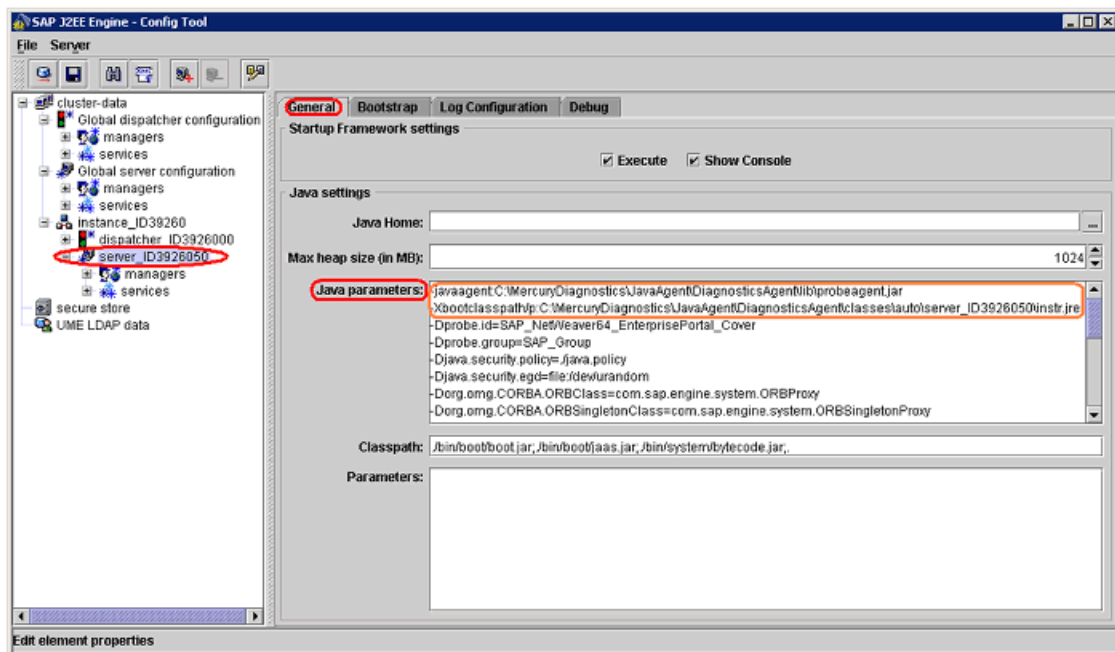 SAP J2EE Engine - Config Tool
File Server
cluster-data
Global dispatcher configuration
managers
services
Global server configuration
managers
services
instance_ID39260
dispatcher_ID3926000
server_ID3926050
managers
services
secure store
UME LDAP data
General Bootstrap Log Configuration Debug
Startup Framework settings
Execute Show Console
Java settings
Java Home:
...
Max heap size (in MB): 1024
Java parameters:
-javaagent:C:\MercuryDiagnostics\JavaAgent\DiagnosticsAgent\lib\probeagent.jar
-Xbootclasspath/p:C:\MercuryDiagnostics\JavaAgent\DiagnosticsAgent\classes\auto\server_ID3926050\instr.jre
-Dprobe.id=SAP_NetWeaver64_EnterprisePortal_Cover
-Dprobe.group=SAP_Group
-Djava.security.policy=./java.policy
-Djava.security.egd=file:/dev/urandom
-Dorg.omg.CORBA.ORBClass=com.sap.engine.system.ORBProxy
-Dorg.omg.CORBA.ORBSingletonClass=com.sap.engine.system.ORBSingletonProxy
Classpath: ./bin/boot/boot.jar;./bin/boot/jaas.jar;./bin/system/bytecode.jar;.
Parameters:
Edit element properties